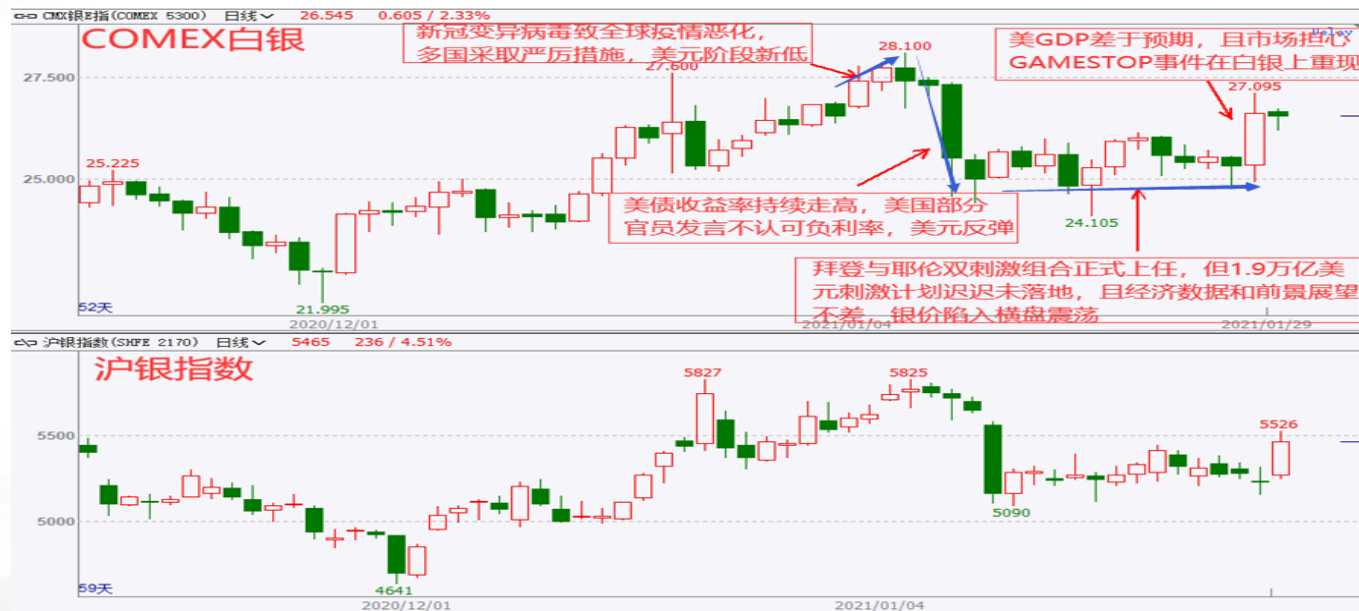 CMX银E指(COMEX 5300) 日线 26.545 0.605 / 2.33%
COMEX白银
新冠变异病毒致全球疫情恶化，
多国采取严厉措施，美元阶段新低
美GDP差于预期，且市场担心
GAMESTOP事件在白银上重现
Delay
28.100
27.600
27.500
27.095
25.225
25.000
美债收益率持续走高，美国部分
官员发言不认可负利率，美元反弹
24.105
拜登与耶伦双刺激组合正式上任，但1.9万亿美
元刺激计划迟迟未落地，且经济数据和前景展望
不差，银价陷入横盘震荡
21.995
52天
2020/12/01
2021/01/04
2021/01/29
沪银指数(SHFE 2170) 日线 5465 236 / 4.51%
沪银指数
5827
5825
5526
5500
5090
5000
4641
59天
2020/12/01
2021/01/04